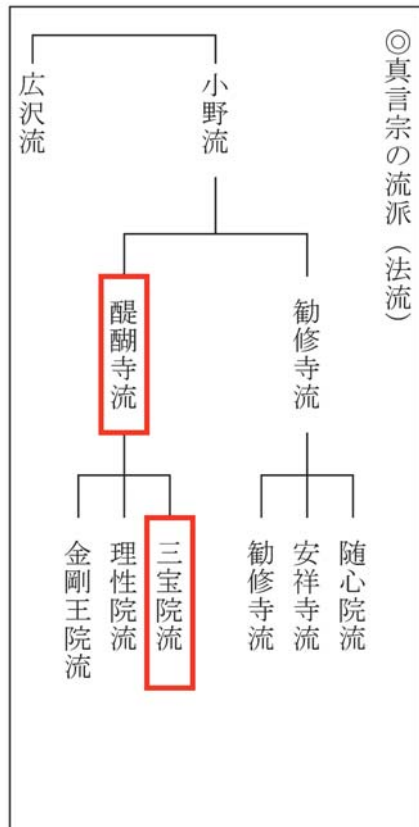 ◎真言宗の流派（法流）
小野流
広沢流
勧修寺流
醍醐寺流
随心院流
安祥寺流
勧修寺流
三宝院流
理性院流
金剛王院流